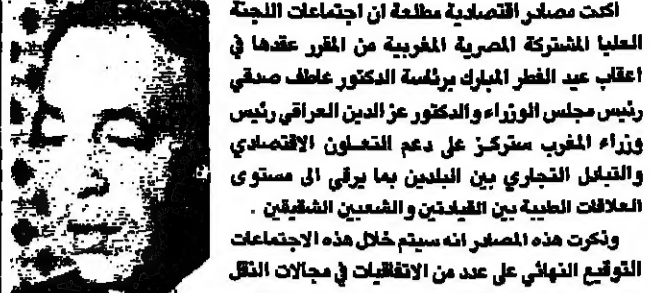 اكدت مصادر اقتصادية مطلعة ان اجتماعات اللجنة
العليا المشتركة المصرية المغربية من المقرر عقدها في
اعقاب عيد الفطر المبارك برئاسة الدكتور عاطف صدقي
رئيس مجلس الوزراء والدكتور عز الدين العراقي رئيس
وزراء المغرب ستركز على دعم التعاون الاقتصادي
والتبادل التجاري بين البلدين بما يرقي الى مستوى
العلاقات الطيبة بين القيادتين والشعبين الشقيقين .
وذكرت هذه المصادر انه سيتم خلال هذه الاجتماعات
التوقيع النهائي على عدد من الاتفاقيات في مجالات النقل